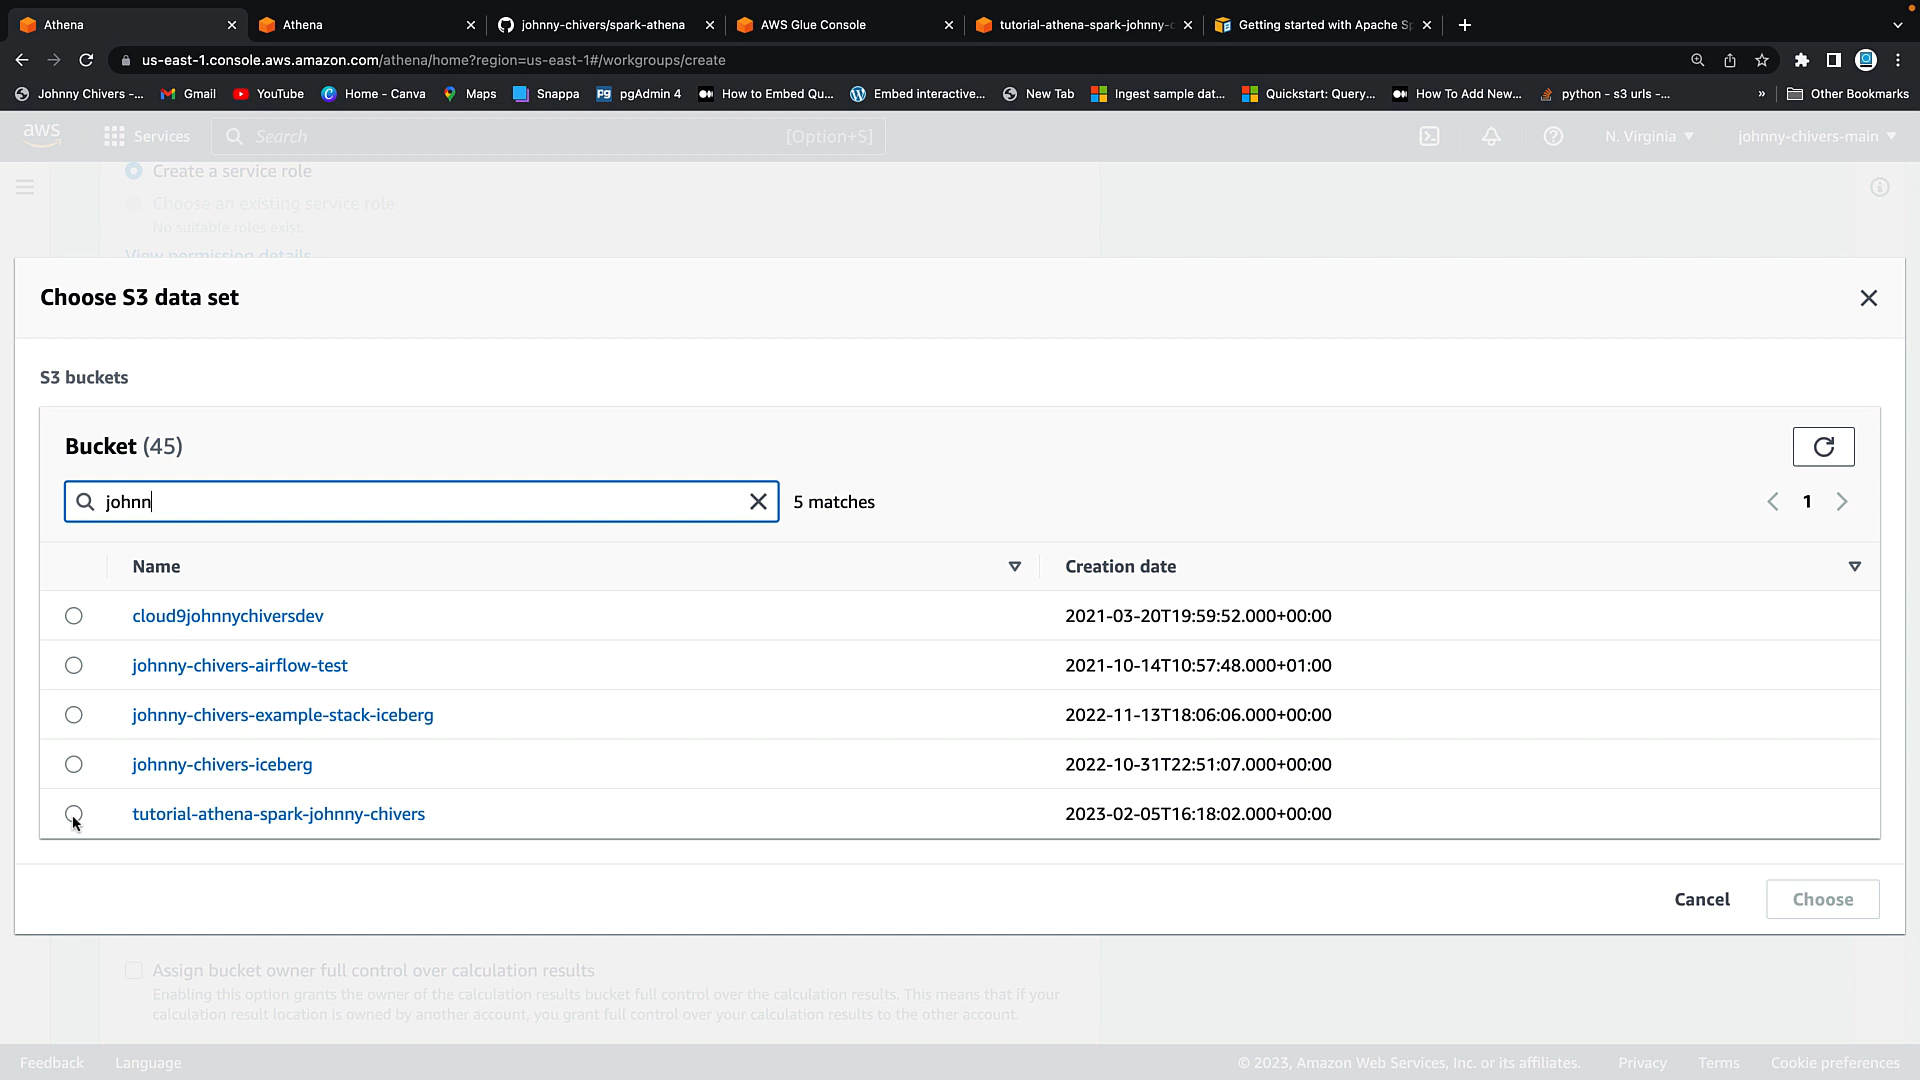 Athena
Athena
johnny-chivers/spark-athena
AWS Glue Console
tutorial-athena-spark-johnny-c
Getting started with Apache Sp
us-east-1.console.aws.amazon.com/athena/home?region=us-east-1#/workgroups/create
Johnny Chivers -...
Gmail
YouTube
Home - Canva
Maps
Snappa
pgAdmin 4
How to Embed Qu...
Embed interactive...
New Tab
Ingest sample dat...
Quickstart: Query...
How To Add New...
python - s3 urls -...
»
Other Bookmarks
aws
Services
Search
[Option+S]
N. Virginia
johnny-chivers-main
Create a service role
Choose an existing service role
No suitable roles exist.
View permission details
Choose S3 data set
S3 buckets
Bucket (45)
johnn
5 matches
1
Name
Creation date
cloud9johnnychiversdev
2021-03-20T19:59:52.000+00:00
johnny-chivers-airflow-test
2021-10-14T10:57:48.000+01:00
johnny-chivers-example-stack-iceberg
2022-11-13T18:06:06.000+00:00
johnny-chivers-iceberg
2022-10-31T22:51:07.000+00:00
tutorial-athena-spark-johnny-chivers
2023-02-05T16:18:02.000+00:00
Cancel
Choose
Assign bucket owner full control over calculation results
Enabling this option grants the owner of the calculation results bucket full control over the calculation results. This means that if your
calculation result location is owned by another account, you grant full control over your calculation results to the other account.
Feedback
Language
© 2023, Amazon Web Services, Inc. or its affiliates.
Privacy
Terms
Cookie preferences